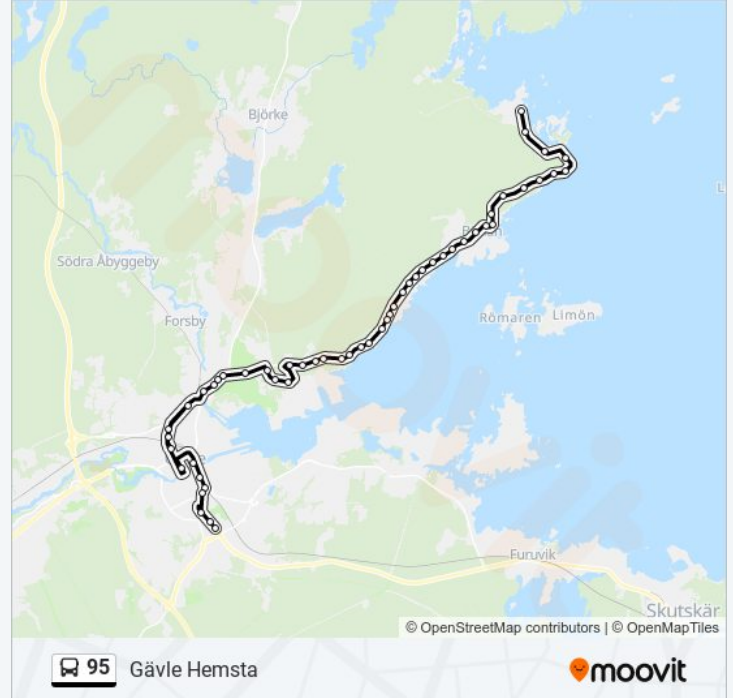 Björke
Södra Åbyggeby
Forsby
Römaren Limön
Furuvik
Skutskär
© OpenStreetMap contributors | © OpenMapTiles
95 Gävle Hemsta
moovit